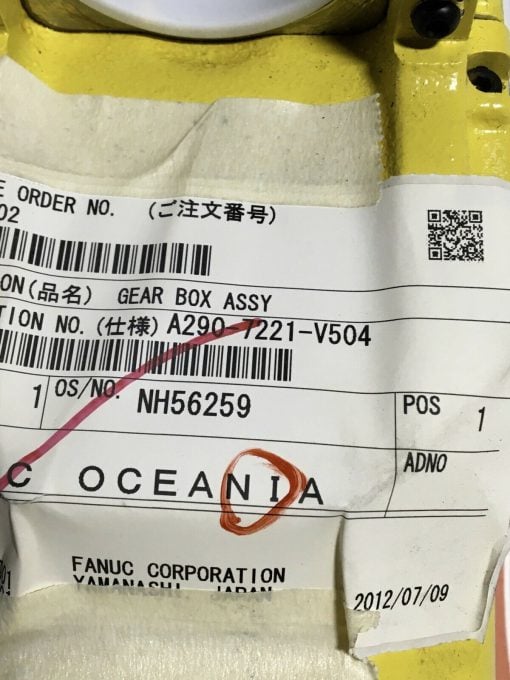 E ORDER NO. (ご注文番号)
02
ON(品名) GEAR BOX ASSY
TION NO.(仕様) A290-7221-V504
1 OS/NO. NH56259 POS 1
ADNO
C OCEANIA
FANUC CORPORATION
YAMANASHI JAPAN
2012/07/09